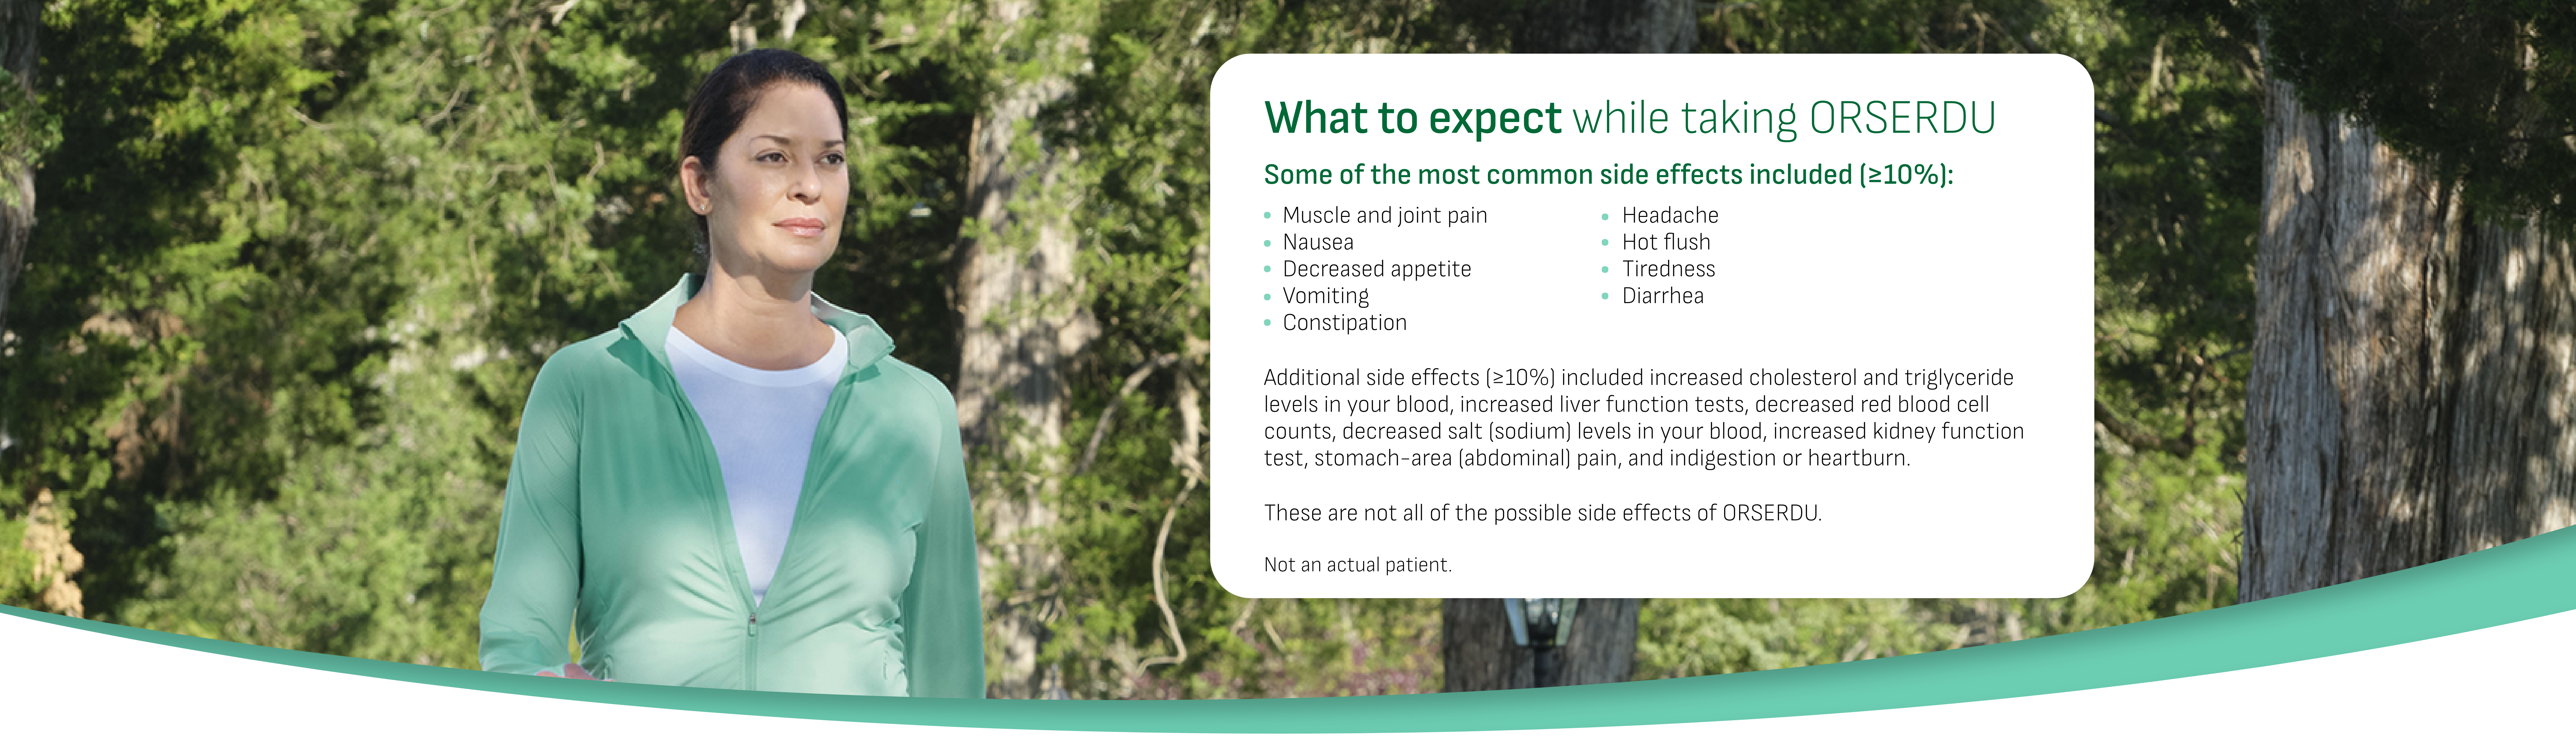 What to expect while taking ORSERDU
Some of the most common side effects included (≥10%):
• Muscle and joint pain
• Nausea
• Decreased appetite
• Vomiting
• Constipation
• Headache
• Hot flush
• Tiredness
• Diarrhea
Additional side effects (≥10%) included increased cholesterol and triglyceride
levels in your blood, increased liver function tests, decreased red blood cell
counts, decreased salt (sodium) levels in your blood, increased kidney function
test, stomach-area (abdominal) pain, and indigestion or heartburn.
These are not all of the possible side effects of ORSERDU.
Not an actual patient.